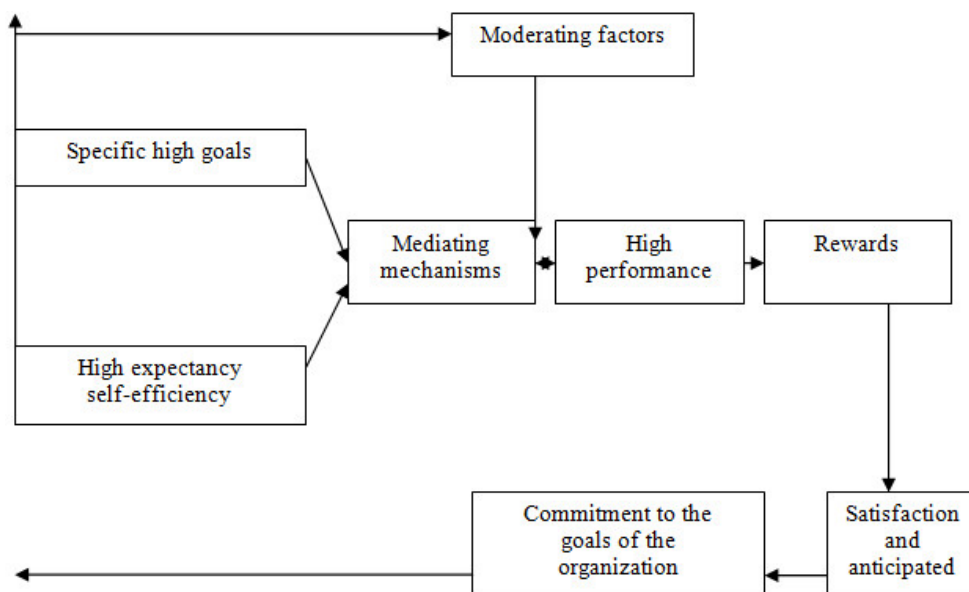 Moderating factors
Specific high goals
Mediating
mechanisms
High
performance
Rewards
High expectancy
self-efficiency
Commitment to the
goals of the
organization
Satisfaction
and
anticipated